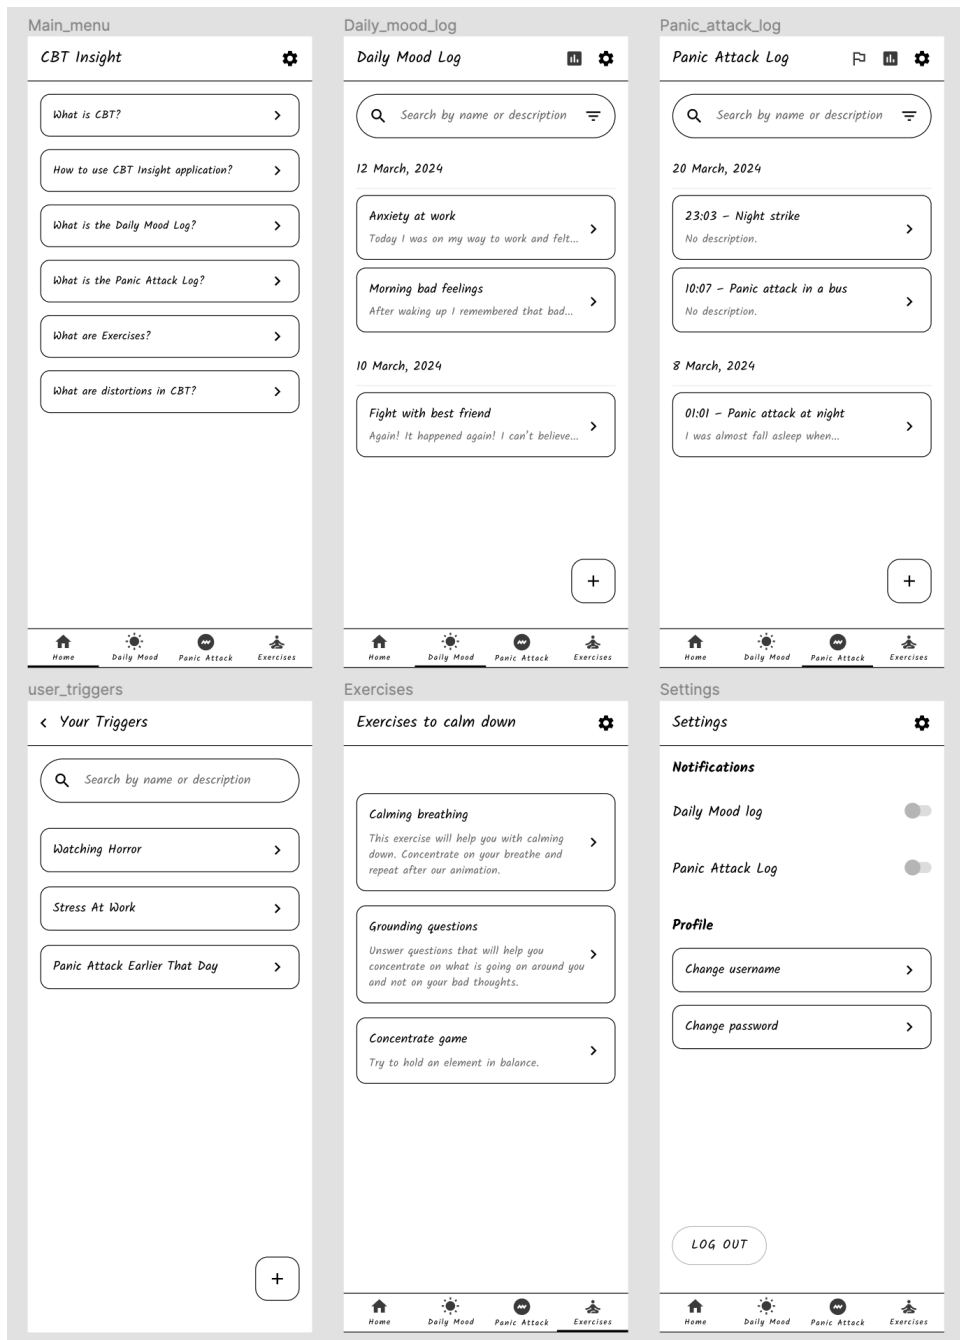 Main_menu
CBT Insight
What is CBT?
How to use CBT Insight application?
What is the Daily Mood Log?
What is the Panic Attack Log?
What are Exercises?
What are distortions in CBT?
Home
Daily Mood
Panic Attack
Exercises
Daily_mood_log
Daily Mood Log
Search by name or description
12 March, 2024
Anxiety at work
Today I was on my way to work and felt...
Morning bad feelings
After waking up I remembered that bad...
10 March, 2024
Fight with best friend
Again! It happened again! I can't believe...
+
Home
Daily Mood
Panic Attack
Exercises
Panic_attack_log
Panic Attack Log
Search by name or description
20 March, 2024
23:03 – Night strike
No description.
10:07 – Panic attack in a bus
No description.
8 March, 2024
01:01 – Panic attack at night
I was almost fall asleep when...
+
Home
Daily Mood
Panic Attack
Exercises
user_triggers
Your Triggers
Search by name or description
Watching Horror
Stress At Work
Panic Attack Earlier That Day
+
Exercises
Exercises to calm down
Calming breathing
This exercise will help you with calming
down. Concentrate on your breathe and
repeat after our animation.
Grounding questions
Unswer questions that will help you
concentrate on what is going on around you
and not on your bad thoughts.
Concentrate game
Try to hold an element in balance.
Home
Daily Mood
Panic Attack
Exercises
Settings
Settings
Notifications
Daily Mood log
Panic Attack Log
Profile
Change username
Change password
LOG OUT
Home
Daily Mood
Panic Attack
Exercises